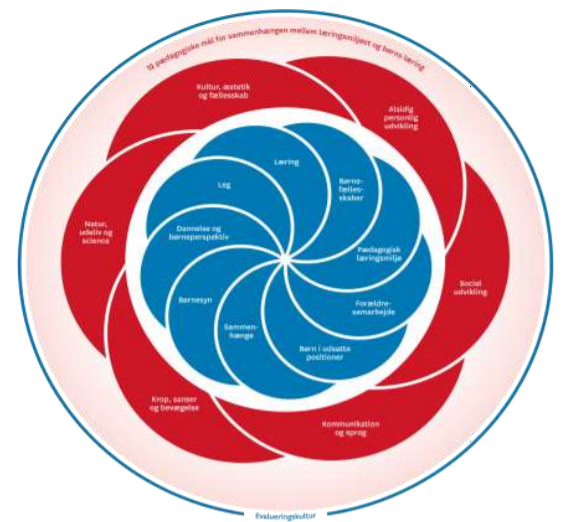 10 pædagogiske mål for sammenhængen mellem læringsmiljøet og børns læring
Kultur, æstetik
og fællesskab
Alsidig
personlig
udvikling
Social
udvikling
Kommunikation
og sprog
Krop, sanser
og bevægelse
Natur,
udeliv og
science
Læring
Børne-
fælles-
skaber
Pædagogisk
læringsmiljø
Forældre-
samarbejde
Børn i udsatte
positioner
Sammen-
hænge
Børnesyn
Dannelse og
børneperspektiv
Leg
Evalueringskultur